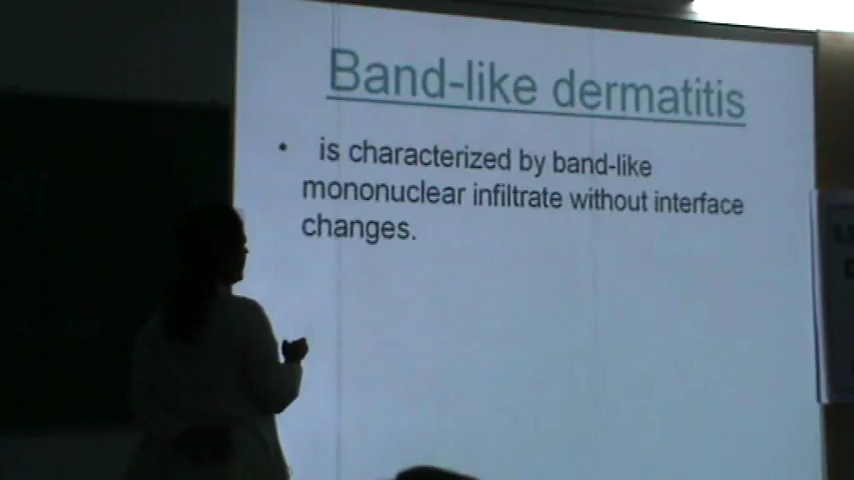 Band-like dermatitis
• is characterized by band-like
mononuclear infiltrate without interface
changes.